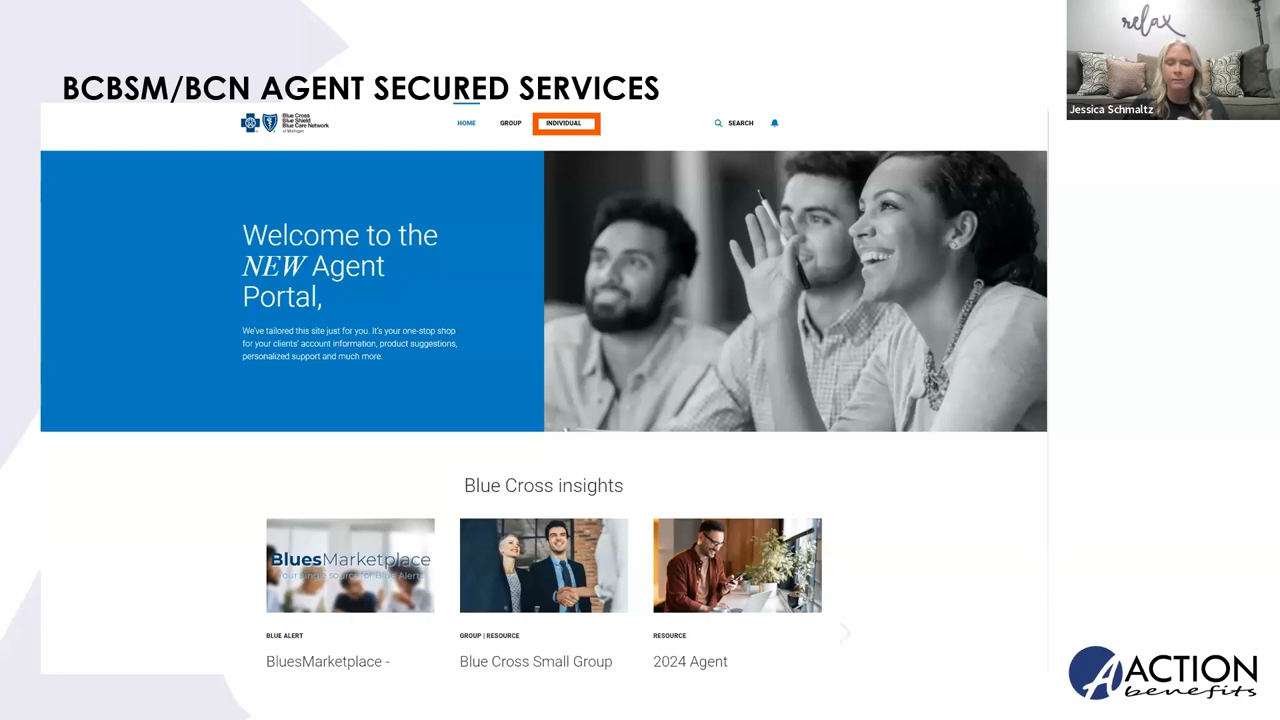 relax
Jessica Schmaltz
BCBSM/BCN AGENT SECURED SERVICES
Blue Cross
Blue Shield
Blue Care Network
of Michigan
HOME
GROUP
INDIVIDUAL
SEARCH
Welcome to the
NEW Agent
Portal,
We've tailored this site just for you. It's your one-stop shop
for your clients' account information, product suggestions,
personalized support and much more.
Blue Cross insights
BluesMarketplace
Your single source for Blue Alerts
BLUE ALERT
GROUP | RESOURCE
RESOURCE
BluesMarketplace -
Blue Cross Small Group
2024 Agent
A ACTION
benefits